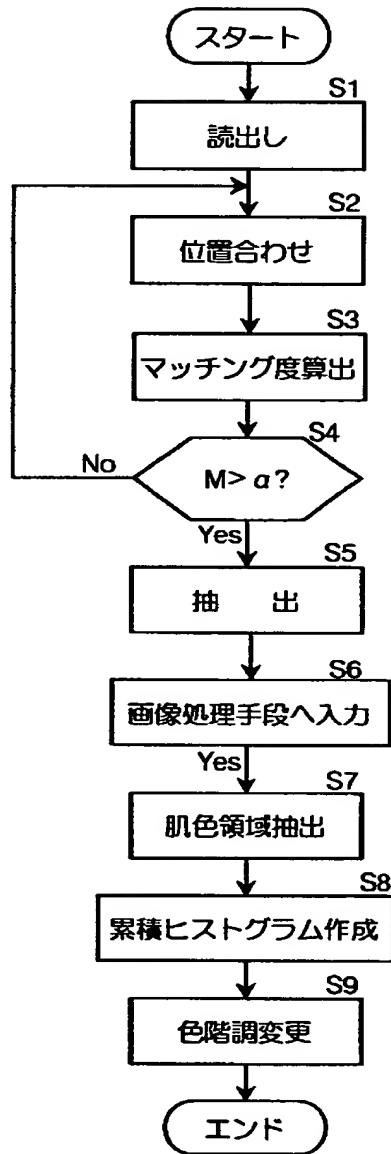 スタート
S1
読出し
S2
位置合わせ
S3
マッチング度算出
S4
No
M>α?
Yes
S5
抽 出
S6
画像処理手段へ入力
Yes
S7
肌色領域抽出
S8
累積ヒストグラム作成
S9
色階調変更
エンド